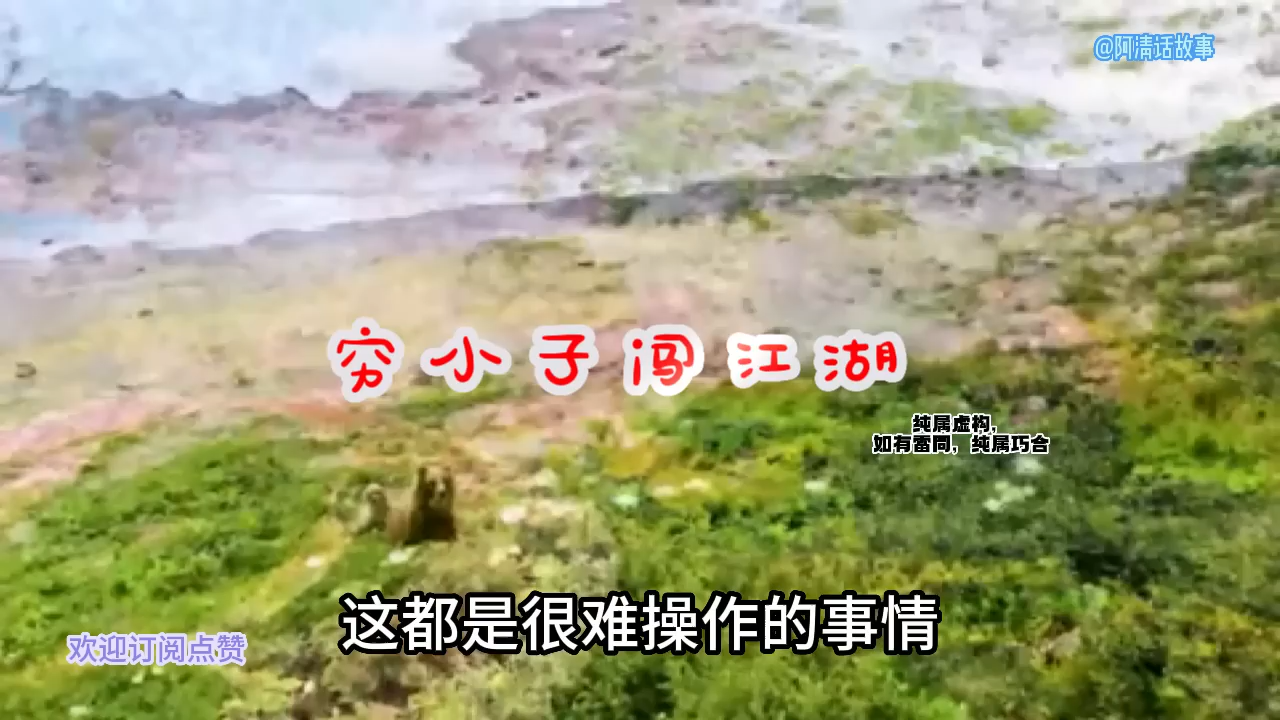 @阿清话故事
穷小子闯江湖
纯属虚构，
如有雷同，纯属巧合
这都是很难操作的事情
欢迎订阅点赞